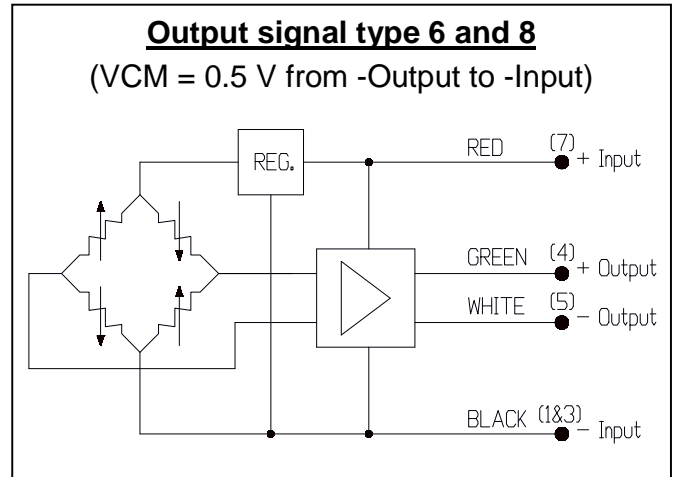 Output signal type 6 and 8
(VCM = 0.5 V from -Output to -Input)
REG.
RED (7) + Input
GREEN (4) + Output
WHITE (5) - Output
BLACK (1&3) - Input